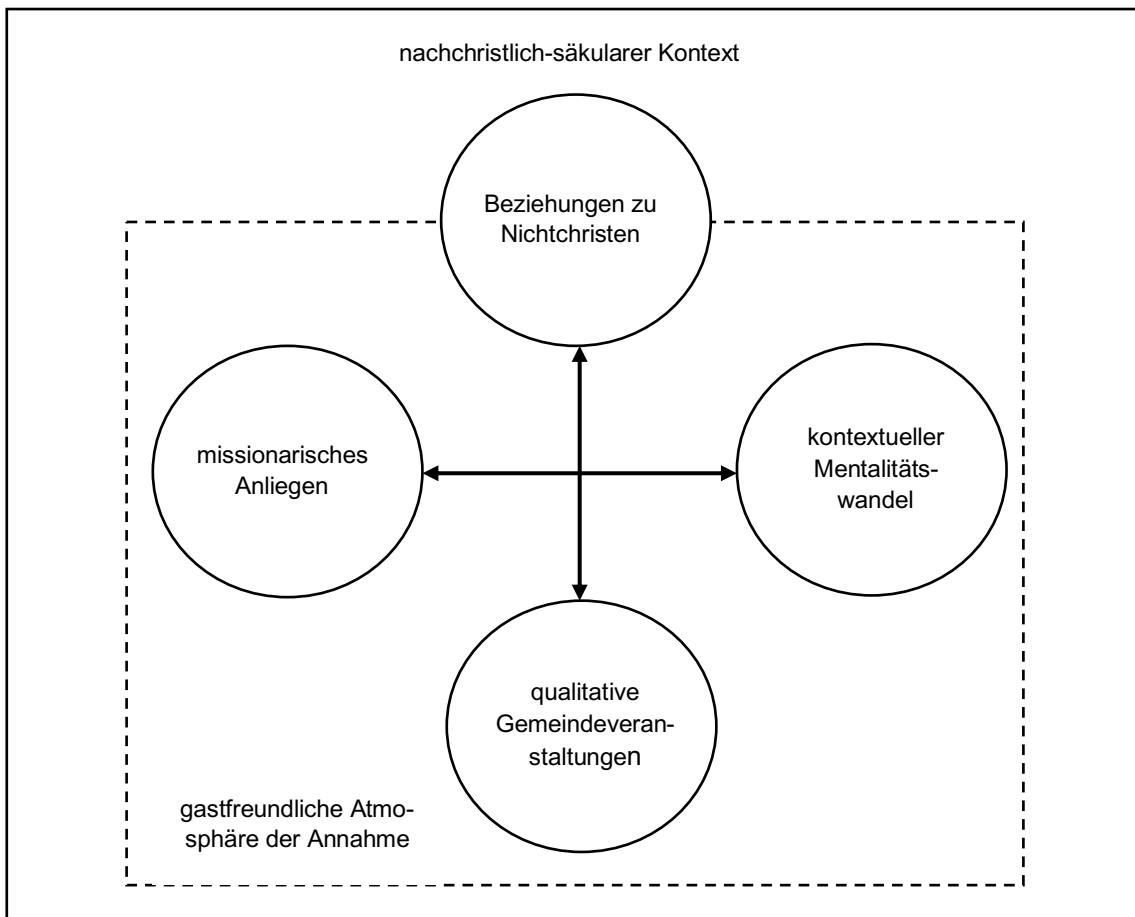 nachchristlich-säkularer Kontext
Beziehungen zu
Nichtchristen
missionarisches
Anliegen
kontextueller
Mentalitäts-
wandel
qualitative
Gemeindeveran-
staltungen
gastfreundliche Atmo-
sphäre der Annahme